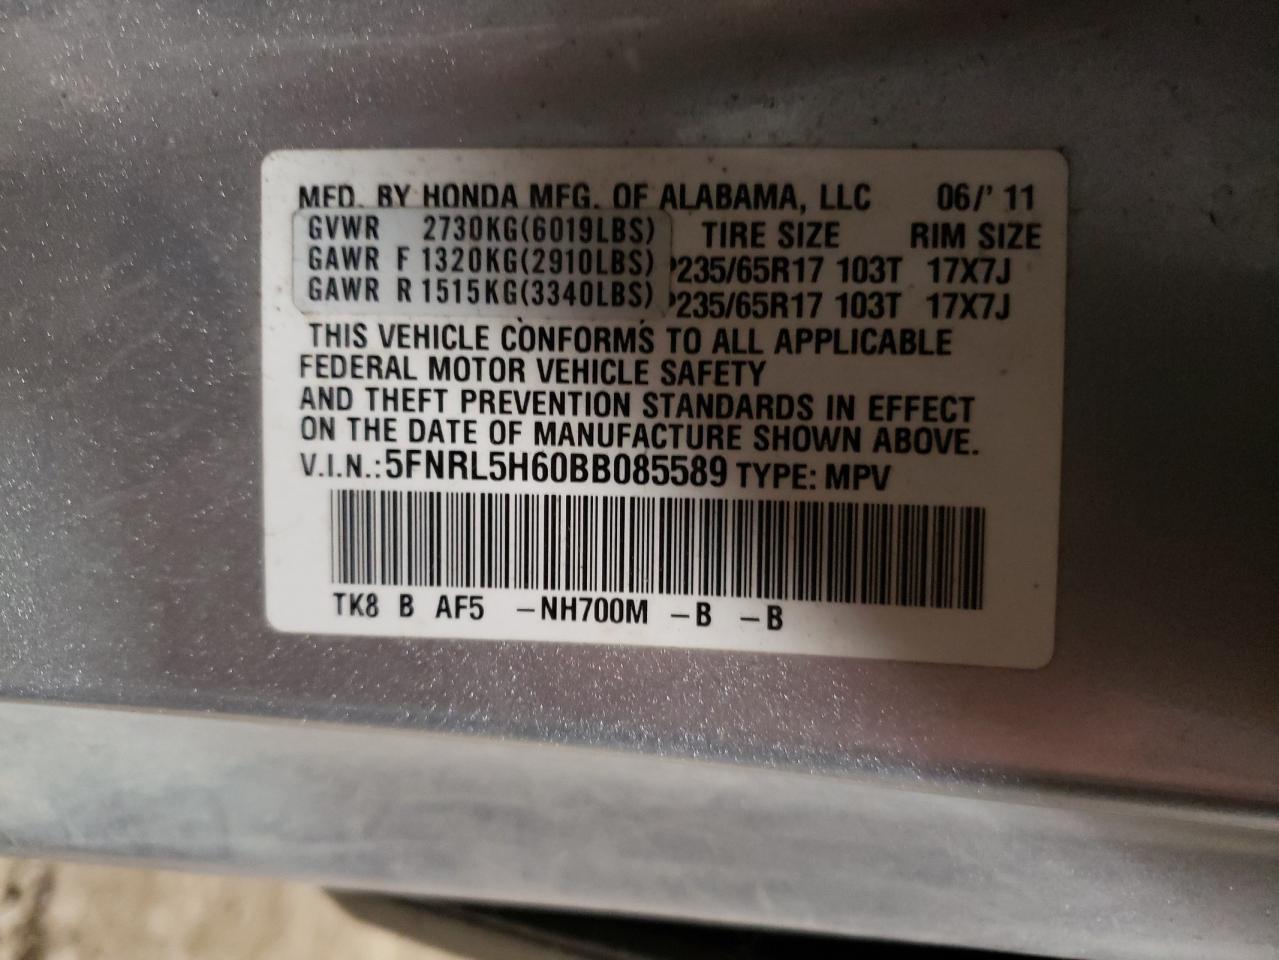 MFD. BY HONDA MFG. OF ALABAMA, LLC 06/'11
GVWR 2730KG(6019LBS) TIRE SIZE RIM SIZE
GAWR F 1320KG(2910LBS) P235/65R17 103T 17X7J
GAWR R 1515KG(3340LBS) P235/65R17 103T 17X7J
THIS VEHICLE CONFORMS TO ALL APPLICABLE
FEDERAL MOTOR VEHICLE SAFETY
AND THEFT PREVENTION STANDARDS IN EFFECT
ON THE DATE OF MANUFACTURE SHOWN ABOVE.
V.I.N.:5FNRL5H60BB085589 TYPE: MPV
TK8 B AF5 -NH700M -B -B